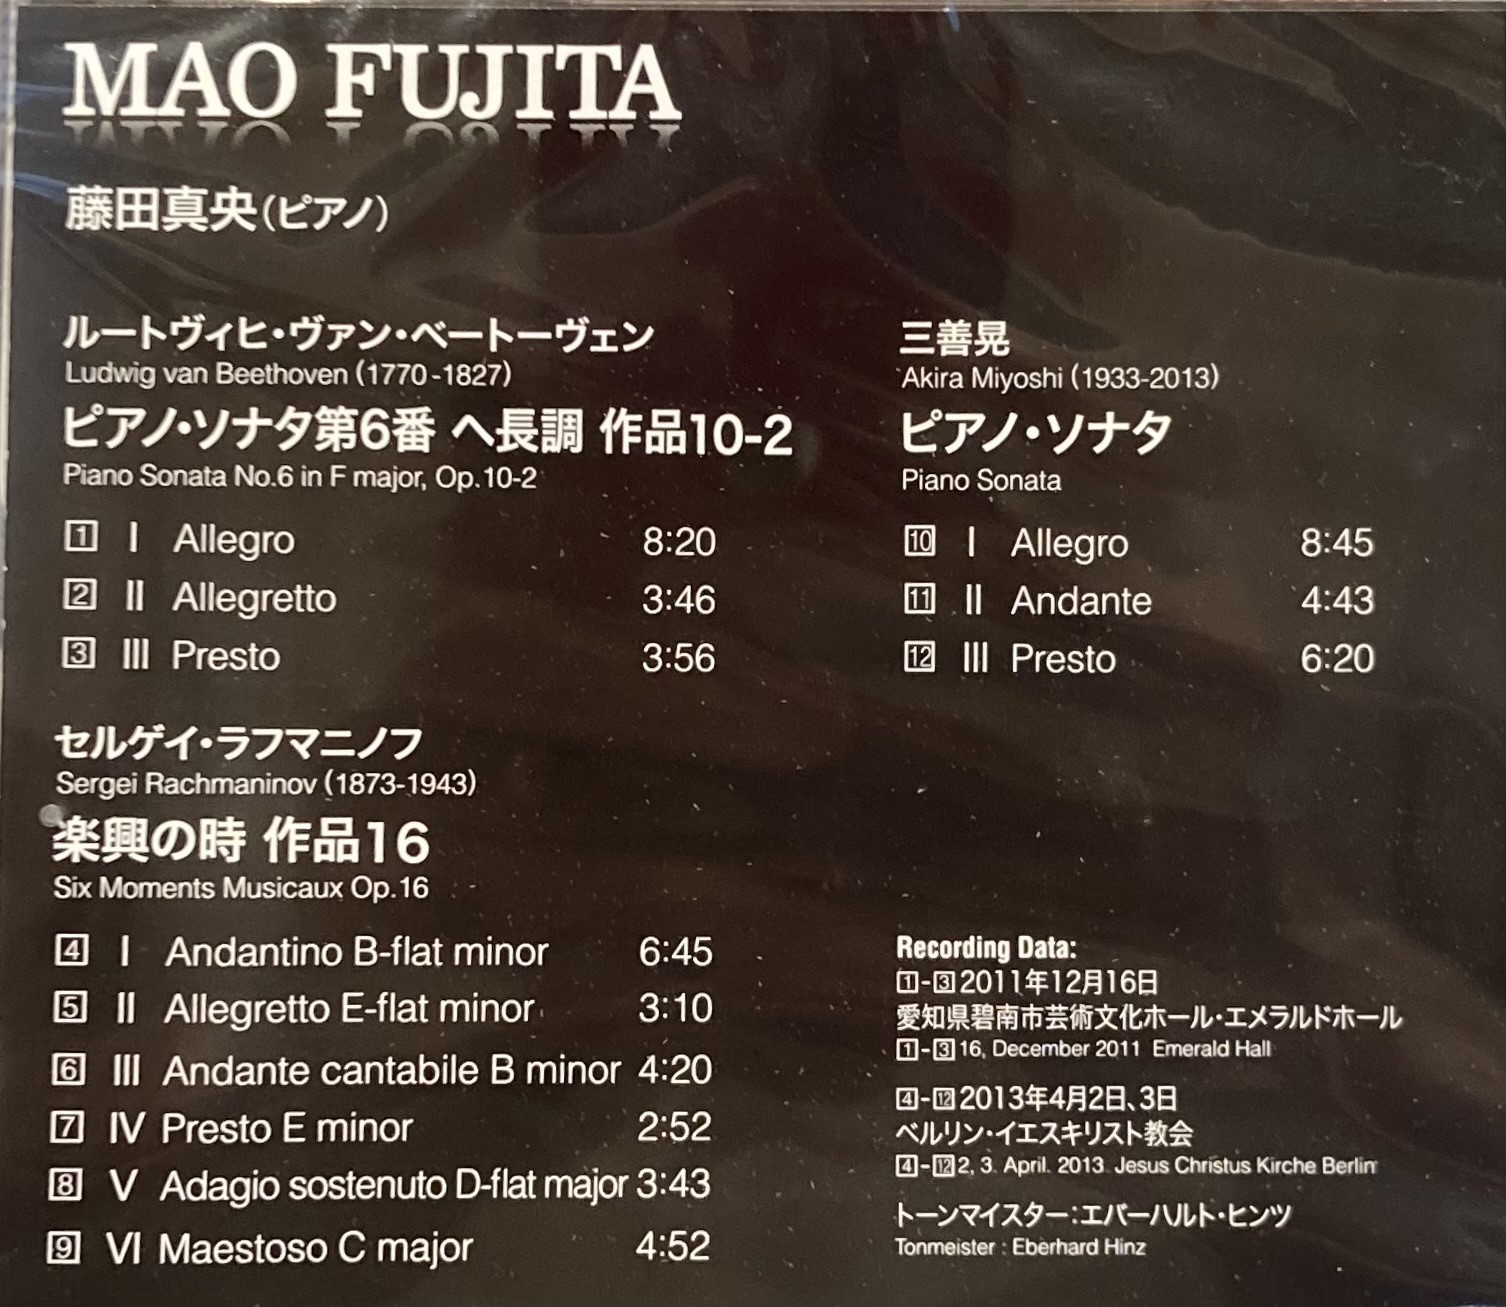 MAO FUJITA
藤田真央(ピアノ)
ルートヴィヒ・ヴァン・ベートーヴェン
Ludwig van Beethoven (1770-1827)
ピアノ・ソナタ第6番 ヘ長調 作品10-2
Piano Sonata No.6 in F major, Op.10-2
1 I Allegro 8:20
2 II Allegretto 3:46
3 III Presto 3:56
セルゲイ・ラフマニノフ
Sergei Rachmaninov (1873-1943)
楽興の時 作品16
Six Moments Musicaux Op.16
4 I Andantino B-flat minor 6:45
5 II Allegretto E-flat minor 3:10
6 III Andante cantabile B minor 4:20
7 IV Presto E minor 2:52
8 V Adagio sostenuto D-flat major 3:43
9 VI Maestoso C major 4:52
三善晃
Akira Miyoshi (1933-2013)
ピアノ・ソナタ
Piano Sonata
10 I Allegro 8:45
11 II Andante 4:43
12 III Presto 6:20
Recording Data:
1-3 2011年12月16日
愛知県碧南市芸術文化ホール・エメラルドホール
1-3 16, December 2011 Emerald Hall
4-12 2013年4月2日、3日
ベルリン・イエスキリスト教会
4-12 2, 3. April. 2013. Jesus Christus Kirche Berlin
トーンマイスター:エバーハルト・ヒンツ
Tonmeister : Eberhard Hinz